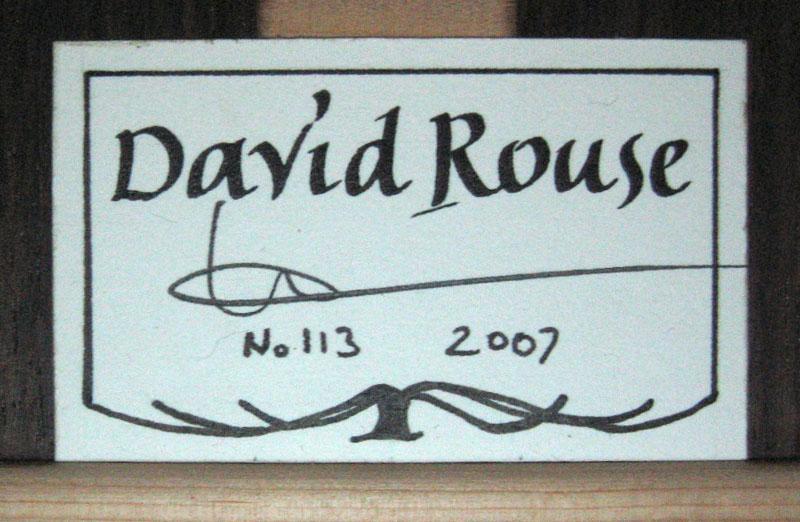 David Rouse
No 113 2007